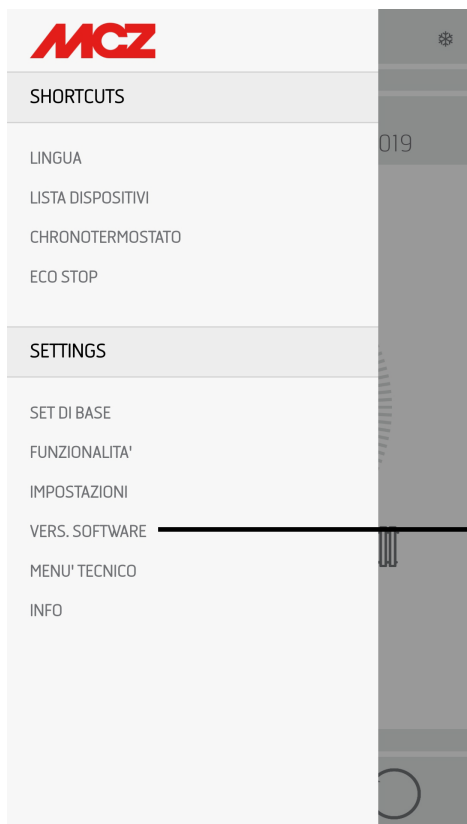 MCZ
SHORTCUTS
019
LINGUA
LISTA DISPOSITIVI
CHRONOTERMOSTATO
ECO STOP
SETTINGS
SET DI BASE
FUNZIONALITA'
IMPOSTAZIONI
VERS. SOFTWARE
MENU' TECNICO
INFO